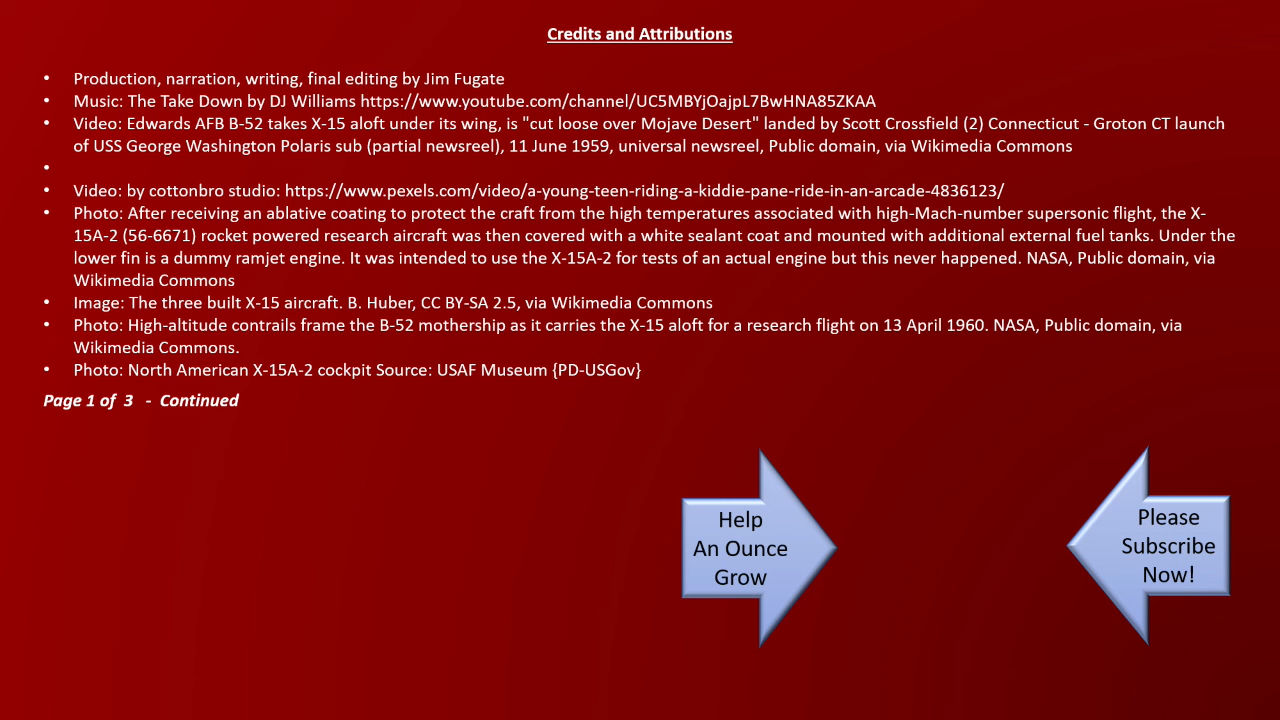 Credits and Attributions
• Production, narration, writing, final editing by Jim Fugate
• Music: The Take Down by DJ Williams https://www.youtube.com/channel/UC5MBYjOajpL7BwHNA85ZKAA
• Video: Edwards AFB B-52 takes X-15 aloft under its wing, is "cut loose over Mojave Desert" landed by Scott Crossfield (2) Connecticut - Groton CT launch
of USS George Washington Polaris sub (partial newsreel), 11 June 1959, universal newsreel, Public domain, via Wikimedia Commons
•
• Video: by cottonbro studio: https://www.pexels.com/video/a-young-teen-riding-a-kiddie-pane-ride-in-an-arcade-4836123/
• Photo: After receiving an ablative coating to protect the craft from the high temperatures associated with high-Mach-number supersonic flight, the X-
15A-2 (56-6671) rocket powered research aircraft was then covered with a white sealant coat and mounted with additional external fuel tanks. Under the
lower fin is a dummy ramjet engine. It was intended to use the X-15A-2 for tests of an actual engine but this never happened. NASA, Public domain, via
Wikimedia Commons
• Image: The three built X-15 aircraft. B. Huber, CC BY-SA 2.5, via Wikimedia Commons
• Photo: High-altitude contrails frame the B-52 mothership as it carries the X-15 aloft for a research flight on 13 April 1960. NASA, Public domain, via
Wikimedia Commons.
• Photo: North American X-15A-2 cockpit Source: USAF Museum {PD-USGov}
Page 1 of 3 - Continued
Help
An Ounce
Grow
Please
Subscribe
Now!